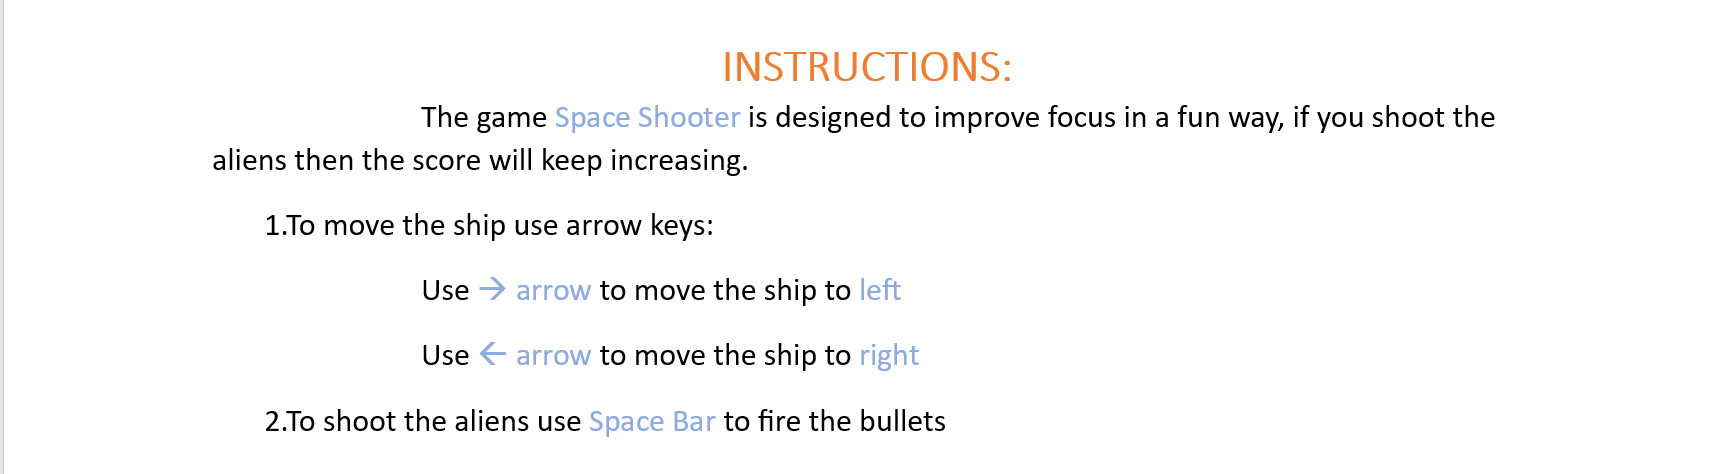 INSTRUCTIONS:
The game Space Shooter is designed to improve focus in a fun way, if you shoot the
aliens then the score will keep increasing.
1.To move the ship use arrow keys:
Use → arrow to move the ship to left
Use ← arrow to move the ship to right
2.To shoot the aliens use Space Bar to fire the bullets